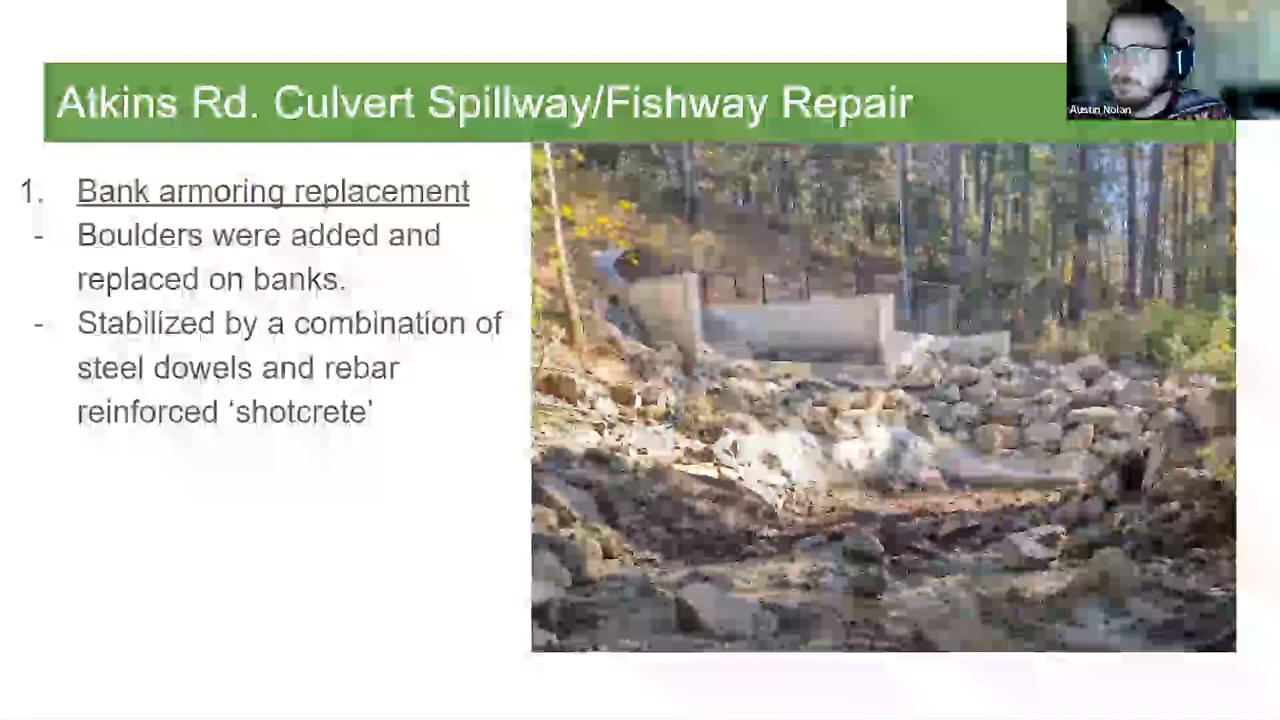 Atkins Rd. Culvert Spillway/Fishway Repair
Austin Nolan
1. Bank armoring replacement
- Boulders were added and
replaced on banks.
- Stabilized by a combination of
steel dowels and rebar
reinforced ‘shotcrete’